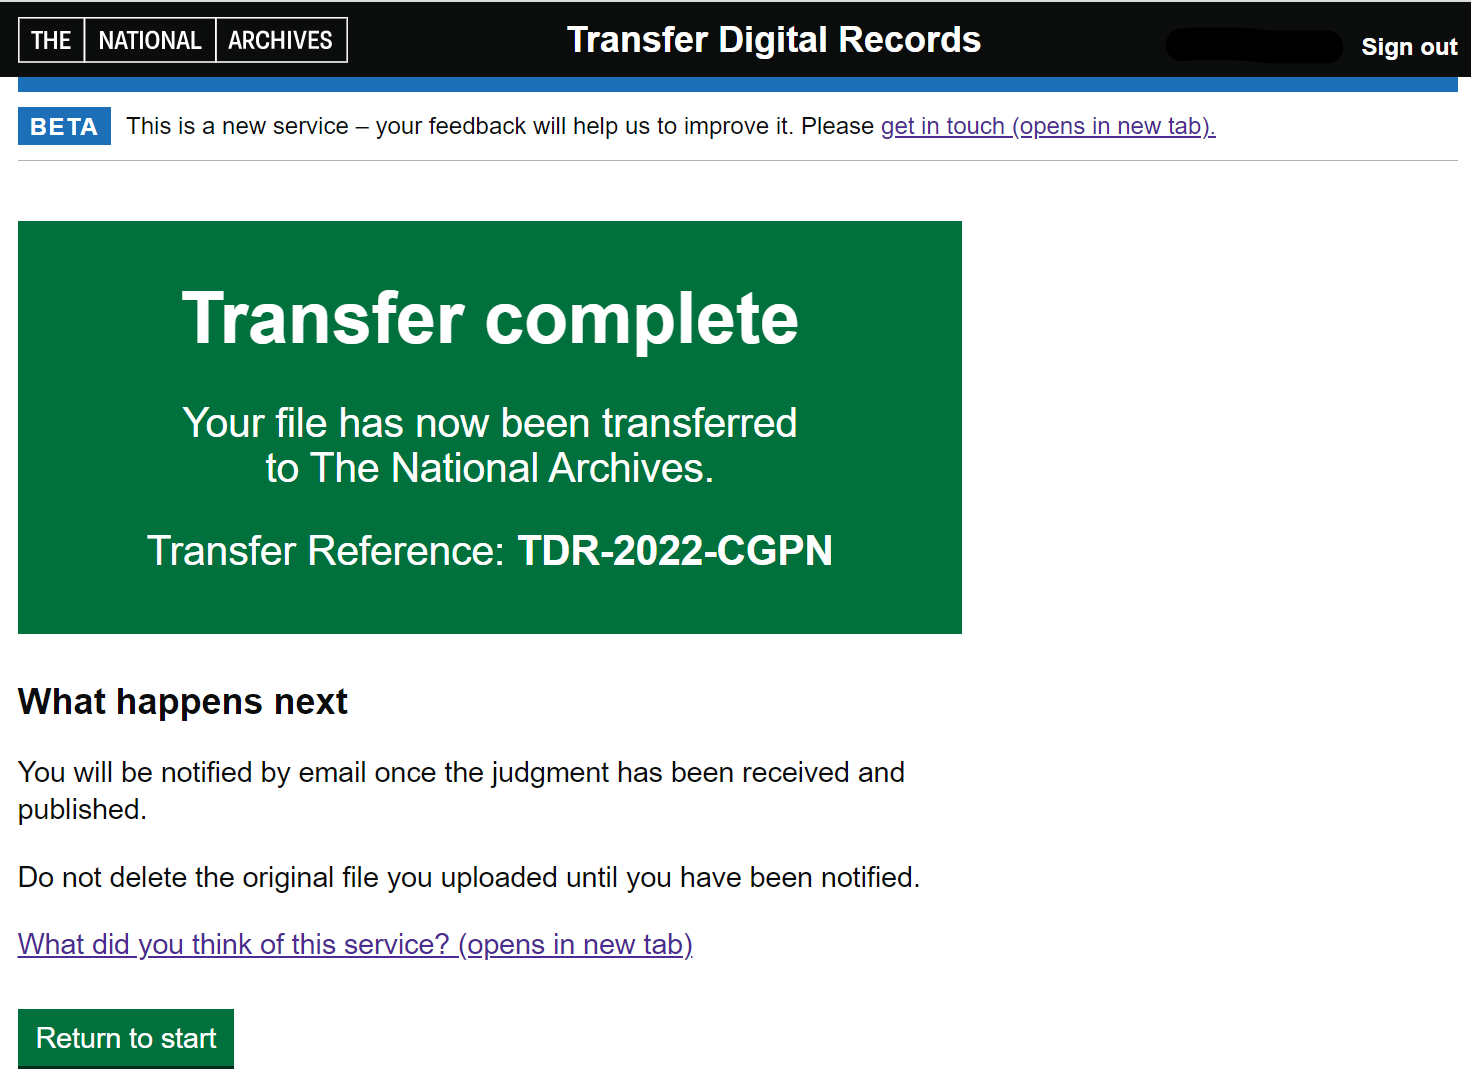 THE NATIONAL ARCHIVES
Transfer Digital Records
Sign out
BETA
This is a new service – your feedback will help us to improve it. Please get in touch (opens in new tab).
Transfer complete
Your file has now been transferred
to The National Archives.
Transfer Reference: TDR-2022-CGPN
What happens next
You will be notified by email once the judgment has been received and
published.
Do not delete the original file you uploaded until you have been notified.
What did you think of this service? (opens in new tab)
Return to start